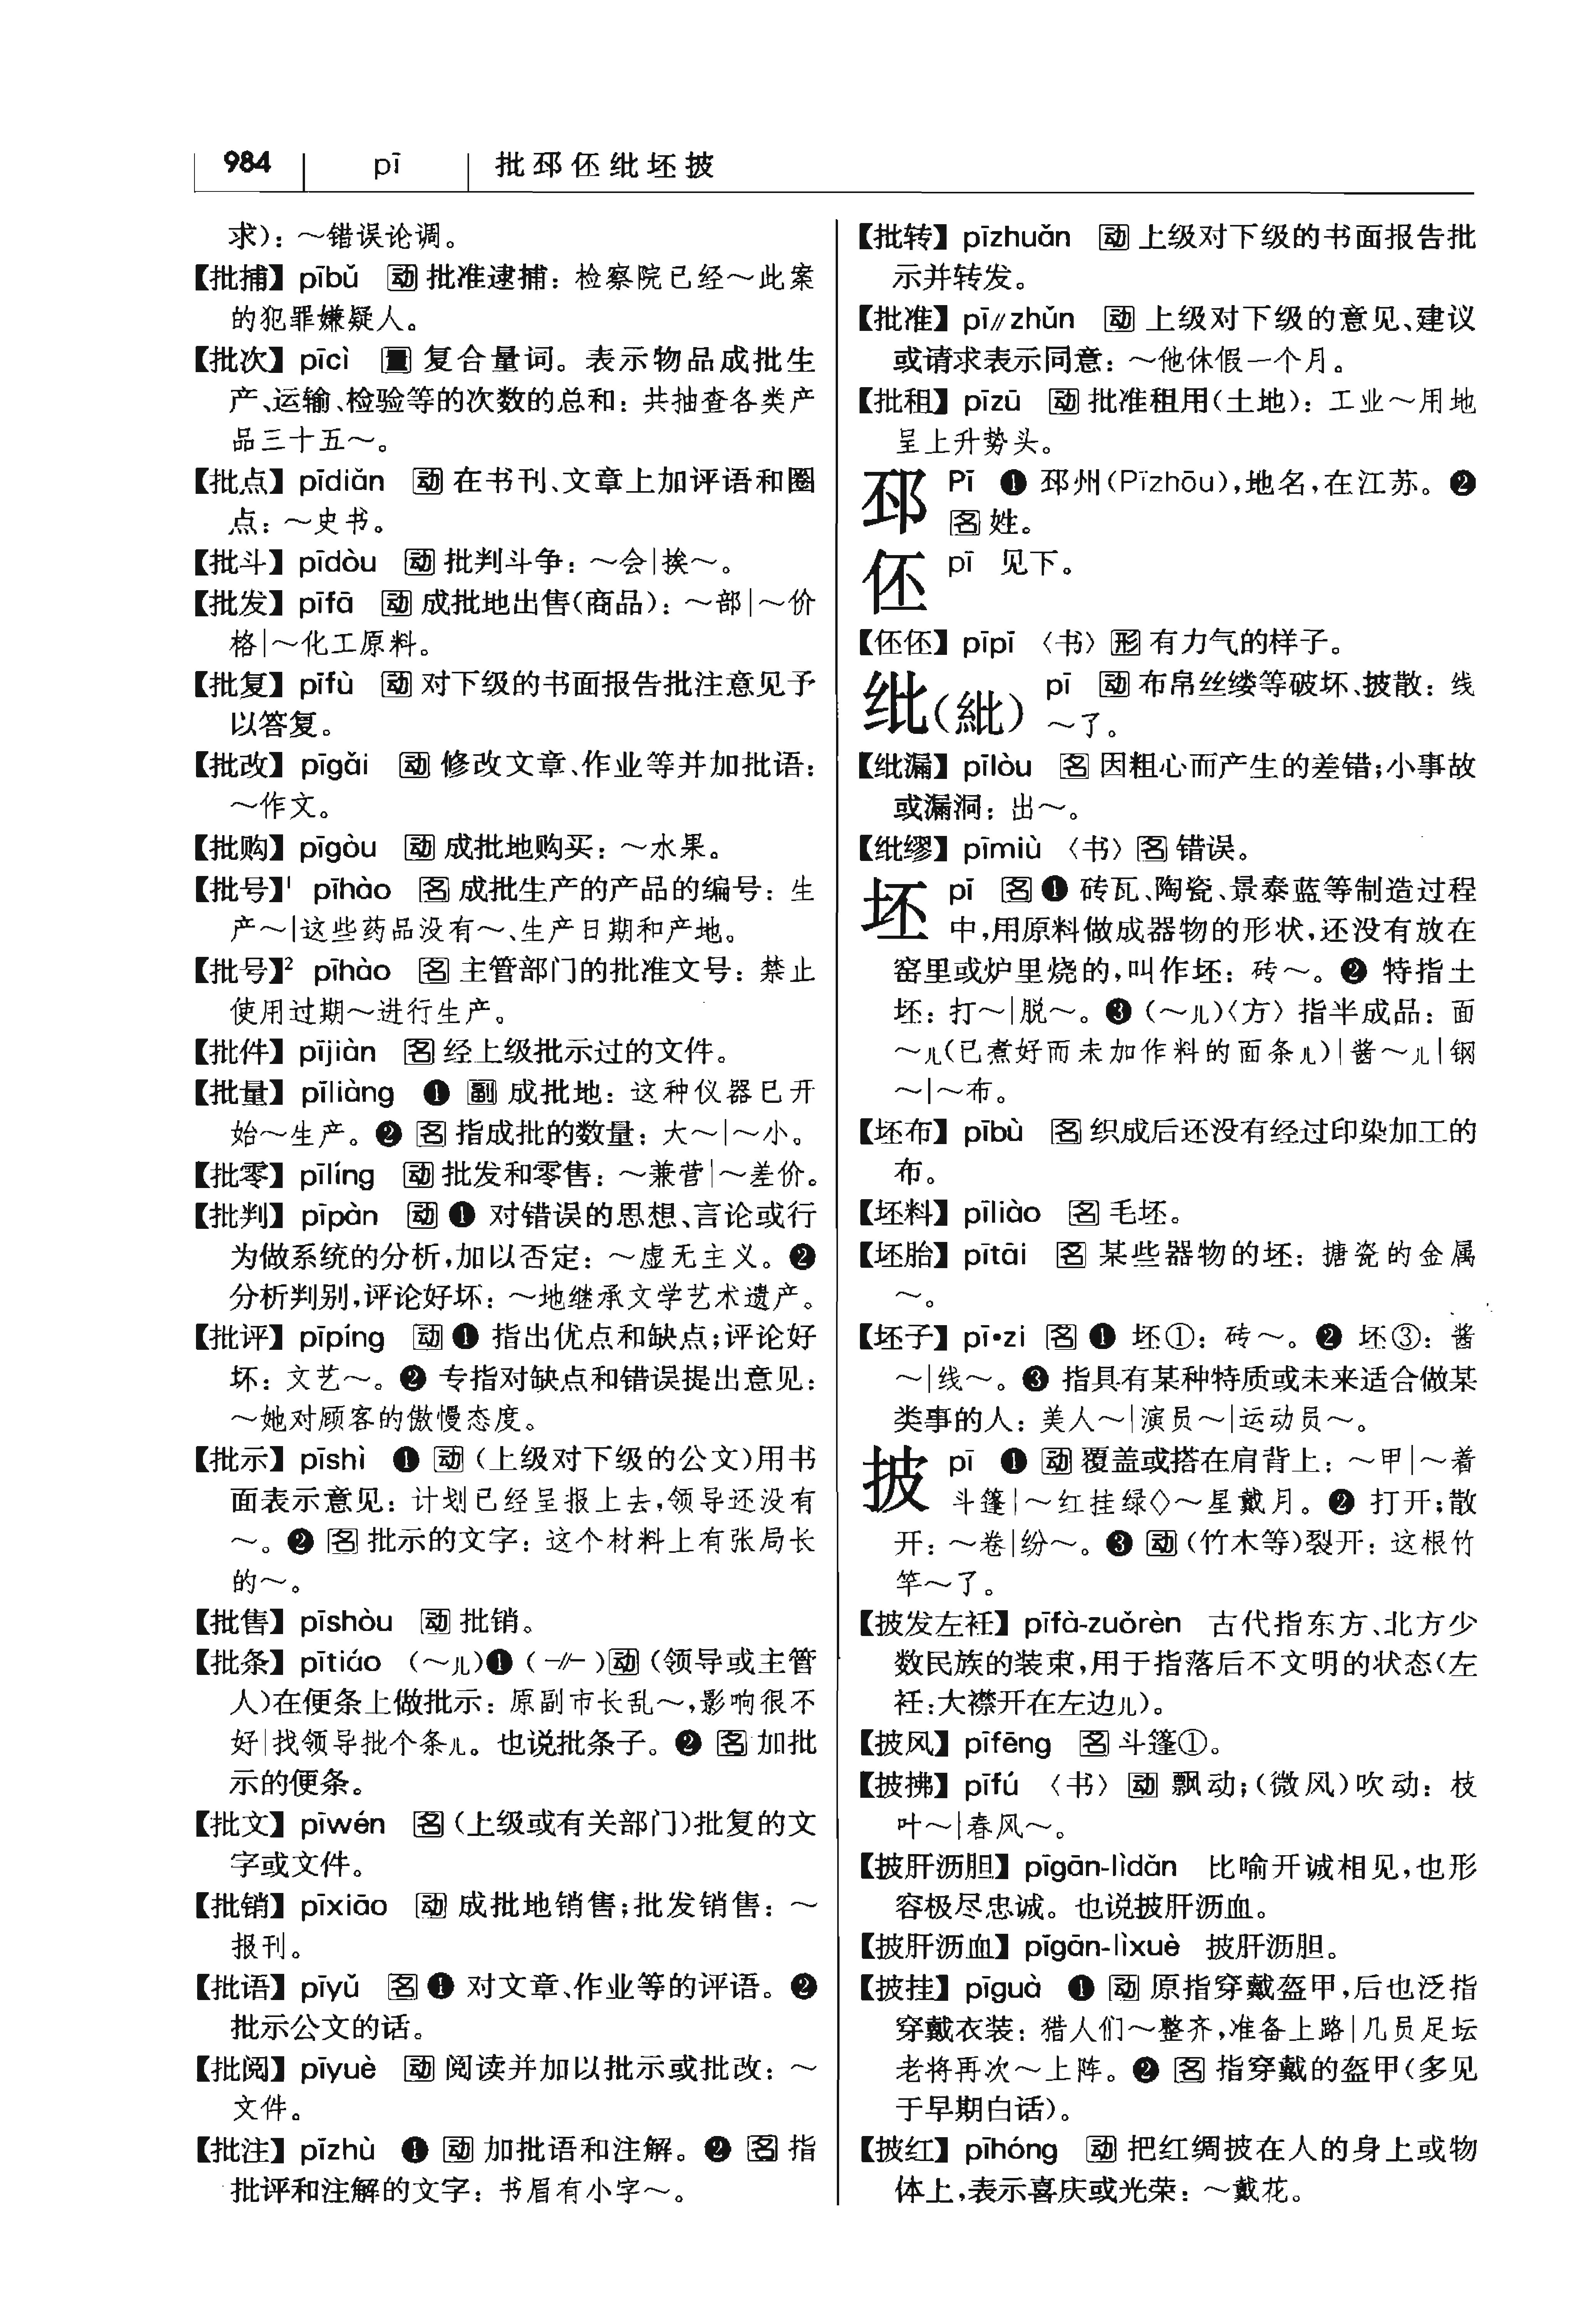 984 pī 批邳伾纰坯披
求)：～错误论调。
【批捕】pībǔ 动 批准逮捕：检察院已经～此案
的犯罪嫌疑人。
【批次】pīcì 量 复合量词。表示物品成批生
产、运输、检验等的次数的总和：共抽查各类产
品三十五～。
【批点】pīdiǎn 动 在书刊、文章上加评语和圈
点：～史书。
【批斗】pīdòu 动 批判斗争：～会|挨～。
【批发】pīfā 动 成批地出售(商品)：～部|～价
格|～化工原料。
【批复】pīfù 动 对下级的书面报告批注意见予
以答复。
【批改】pīgǎi 动 修改文章、作业等并加批语：
～作文。
【批购】pīgòu 动 成批地购买：～水果。
【批号】¹ pīhào 名 成批生产的产品的编号：生
产～|这些药品没有～、生产日期和产地。
【批号】² pīhào 名 主管部门的批准文号：禁止
使用过期～进行生产。
【批件】pījiàn 名 经上级批示过的文件。
【批量】pīliàng ❶ 副 成批地：这种仪器已开
始～生产。❷ 名 指成批的数量：大～|～小。
【批零】pīlíng 动 批发和零售：～兼营|～差价。
【批判】pīpàn 动 ❶ 对错误的思想、言论或行
为做系统的分析，加以否定：～虚无主义。❷
分析判别，评论好坏：～地继承文学艺术遗产。
【批评】pīpíng 动 ❶ 指出优点和缺点；评论好
坏：文艺～。❷ 专指对缺点和错误提出意见：
～她对顾客的傲慢态度。
【批示】pīshì ❶ 动 (上级对下级的公文)用书
面表示意见：计划已经呈报上去，领导还没有
～。❷ 名 批示的文字：这个材料上有张局长
的～。
【批售】pīshòu 动 批销。
【批条】pītiáo (～儿)❶ (-//-)动 (领导或主管
人)在便条上做批示：原副市长乱～，影响很不
好|找领导批个条儿。也说批条子。❷ 名 加批
示的便条。
【批文】pīwén 名 (上级或有关部门)批复的文
字或文件。
【批销】pīxiāo 动 成批地销售；批发销售：～
报刊。
【批语】pīyǔ 名 ❶ 对文章、作业等的评语。❷
批示公文的话。
【批阅】pīyuè 动 阅读并加以批示或批改：～
文件。
【批注】pīzhù ❶ 动 加批语和注解。❷ 名 指
批评和注解的文字：书眉有小字～。
【批转】pīzhuǎn 动 上级对下级的书面报告批
示并转发。
【批准】pī//zhǔn 动 上级对下级的意见、建议
或请求表示同意：～他休假一个月。
【批租】pīzū 动 批准租用(土地)：工业～用地
呈上升势头。
邳 Pī ❶ 邳州(Pīzhōu)，地名，在江苏。❷
名 姓。
伾 pī 见下。
【伾伾】pīpī 〈书〉形 有力气的样子。
纰(紕) pī 动 布帛丝缕等破坏、披散：线
～了。
【纰漏】pīlòu 名 因粗心而产生的差错；小事故
或漏洞：出～。
【纰缪】pīmiù 〈书〉名 错误。
坯 pī 名 ❶ 砖瓦、陶瓷、景泰蓝等制造过程
中，用原料做成器物的形状，还没有放在
窑里或炉里烧的，叫作坯：砖～。❷ 特指土
坯：打～|脱～。❸ (～儿)〈方〉指半成品：面
～儿(已煮好而未加作料的面条儿)|酱～儿|钢
～|～布。
【坯布】pībù 名 织成后还没有经过印染加工的
布。
【坯料】pīliào 名 毛坯。
【坯胎】pītāi 名 某些器物的坯：搪瓷的金属
～。
【坯子】pī•zi 名 ❶ 坯①：砖～。❷ 坯③：酱
～|线～。❸ 指具有某种特质或未来适合做某
类事的人：美人～|演员～|运动员～。
披 pī ❶ 动 覆盖或搭在肩背上：～甲|～着
斗篷|～红挂绿◇～星戴月。❷ 打开；散
开：～卷|纷～。❸ 动 (竹木等)裂开：这根竹
竿～了。
【披发左衽】pīfà-zuǒrèn 古代指东方、北方少
数民族的装束，用于指落后不文明的状态(左
衽：大襟开在左边儿)。
【披风】pīfēng 名 斗篷①。
【披拂】pīfú 〈书〉动 飘动；(微风)吹动：枝
叶～|春风～。
【披肝沥胆】pīgān-lìdǎn 比喻开诚相见，也形
容极尽忠诚。也说披肝沥血。
【披肝沥血】pīgān-lìxuè 披肝沥胆。
【披挂】pīguà ❶ 动 原指穿戴盔甲，后也泛指
穿戴衣装：猎人们～整齐，准备上路|几员足坛
老将再次～上阵。❷ 名 指穿戴的盔甲(多见
于早期白话)。
【披红】pīhóng 动 把红绸披在人的身上或物
体上，表示喜庆或光荣：～戴花。